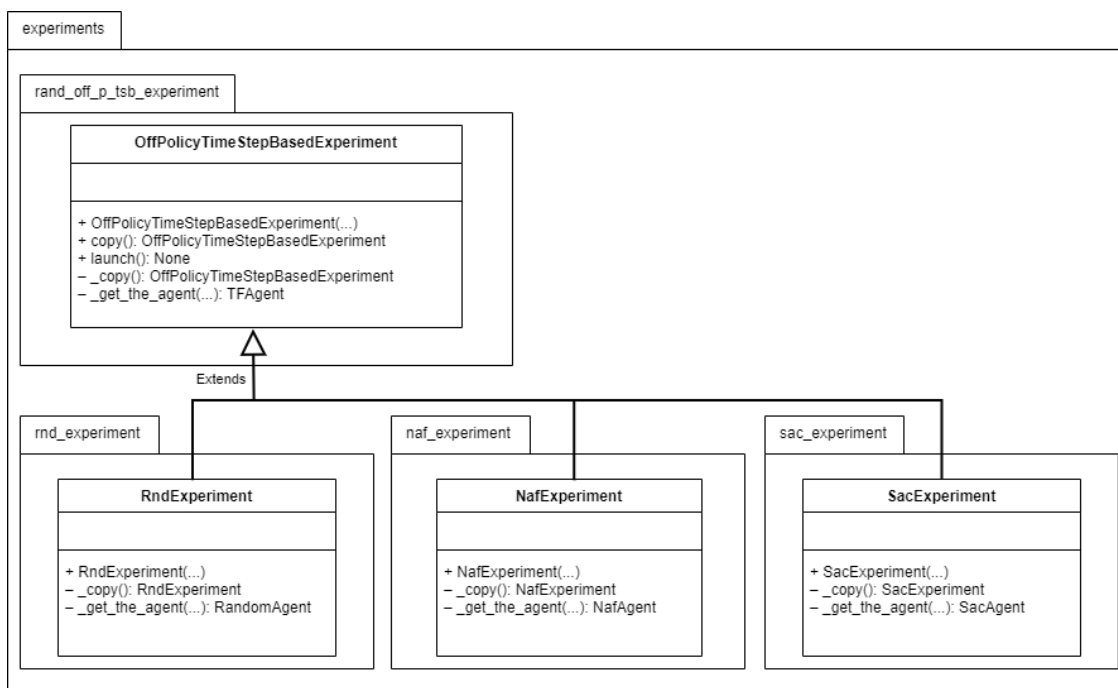 experiments
rand_off_p_tsb_experiment
OffPolicyTimeStepBasedExperiment
+ OffPolicyTimeStepBasedExperiment(...)
+ copy(): OffPolicyTimeStepBasedExperiment
+ launch(): None
– _copy(): OffPolicyTimeStepBasedExperiment
– _get_the_agent(...): TFAgent
Extends
rnd_experiment
RndExperiment
+ RndExperiment(...)
– _copy(): RndExperiment
– _get_the_agent(...): RandomAgent
naf_experiment
NafExperiment
+ NafExperiment(...)
– _copy(): NafExperiment
– _get_the_agent(...): NafAgent
sac_experiment
SacExperiment
+ SacExperiment(...)
– _copy(): SacExperiment
– _get_the_agent(...): SacAgent